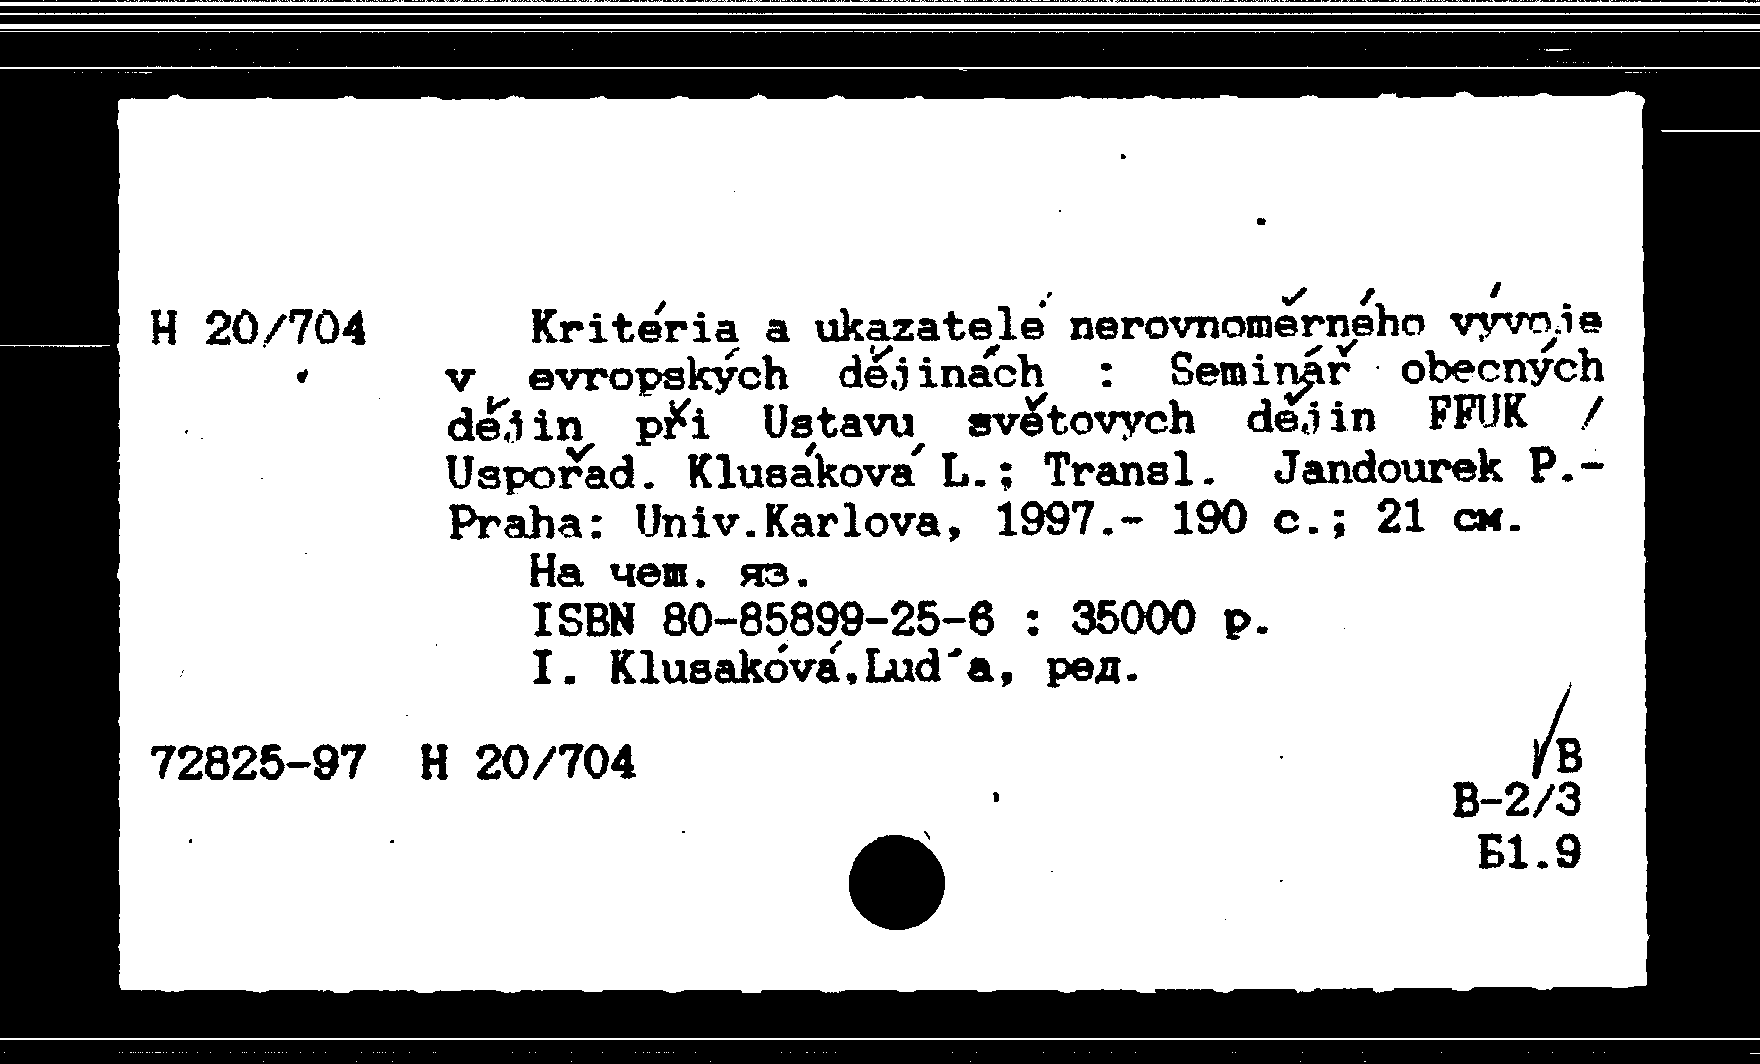 Н 20/704 Kritéria a ukazatelé nerovnoměrného vývoje
v evropských dějinách : Seminář obecných
dějin při Ustavu světovych dějin FFUK /
Uspořad. Klusáková L.; Transl. Jandourek P.-
Praha: Univ.Karlova, 1997.- 190 с.; 21 см.
На чеш. яз.
ISBN 80-85899-25-6 : 35000 р.
I. Klusakóvá,Lud´a, ред.
72825-97 Н 20/704
В
В-2/3
Б1.9